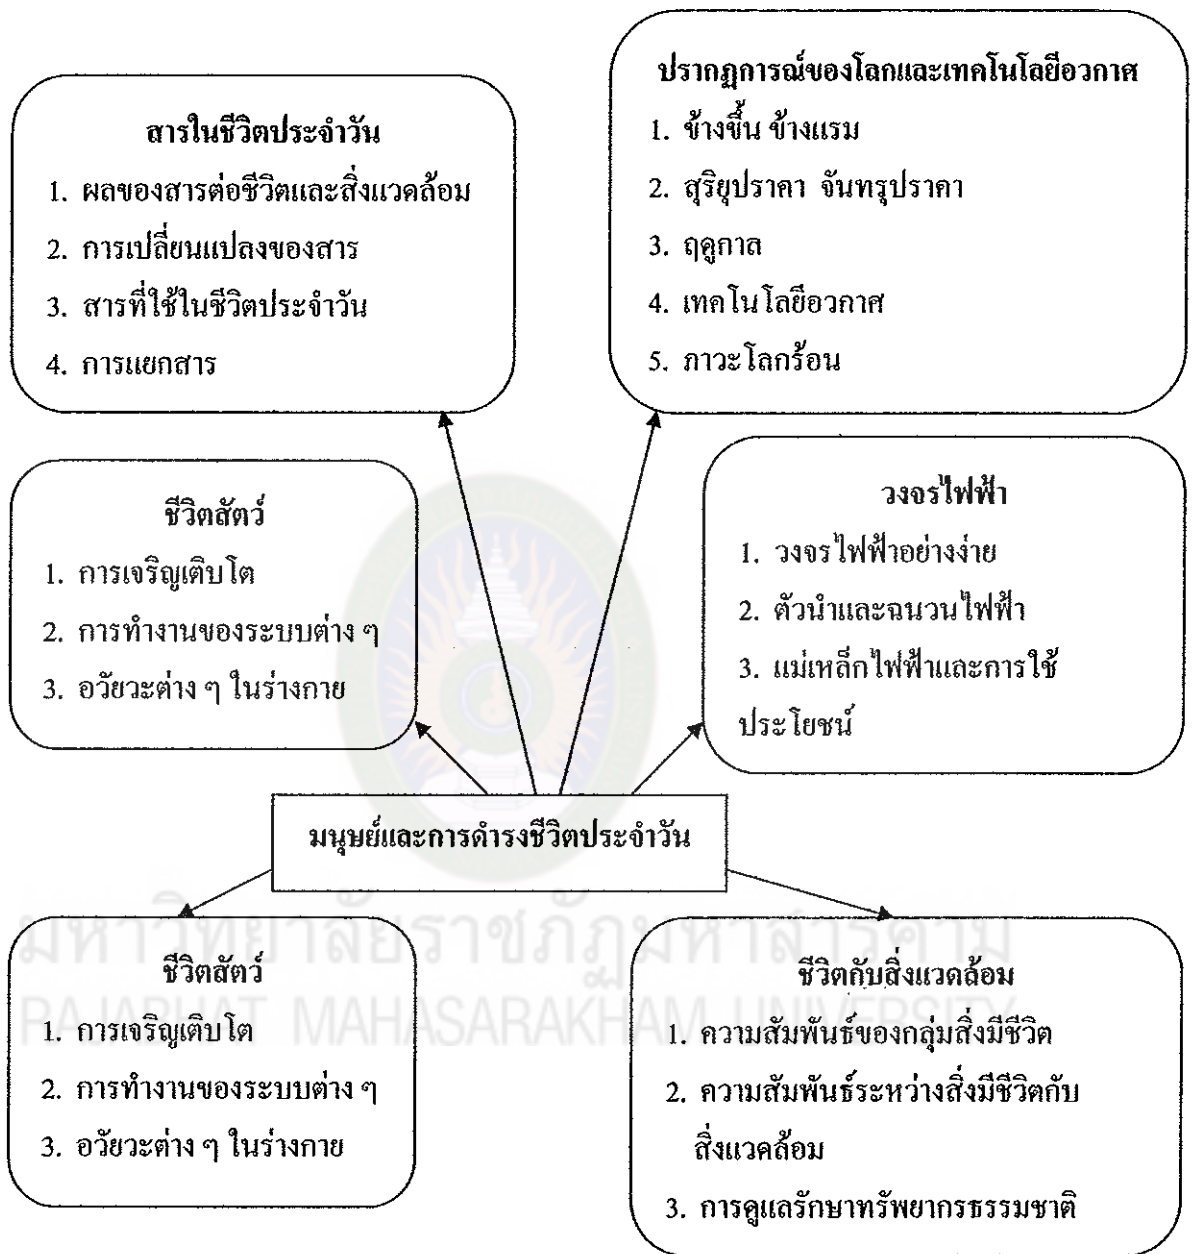 สารในชีวิตประจำวัน
1. ผลของสารต่อชีวิตและสิ่งแวดล้อม
2. การเปลี่ยนแปลงของสาร
3. สารที่ใช้ในชีวิตประจำวัน
4. การแยกสาร
ปรากฏการณ์ของโลกและเทคโนโลยีอวกาศ
1. ข้างขึ้น ข้างแรม
2. สุริยุปราคา จันทรุปราคา
3. ฤดูกาล
4. เทคโนโลยีอวกาศ
5. ภาวะโลกร้อน
ชีวิตสัตว์
1. การเจริญเติบโต
2. การทำงานของระบบต่าง ๆ
3. อวัยวะต่าง ๆ ในร่างกาย
วงจรไฟฟ้า
1. วงจรไฟฟ้าอย่างง่าย
2. ตัวนำและฉนวนไฟฟ้า
3. แม่เหล็กไฟฟ้าและการใช้
ประโยชน์
มนุษย์และการดำรงชีวิตประจำวัน
มหาวิทยาลัยราชภัฏมหาสารคาม
RAJABHAT MAHASARAKHAM UNIVERSITY
ชีวิตสัตว์
1. การเจริญเติบโต
2. การทำงานของระบบต่าง ๆ
3. อวัยวะต่าง ๆ ในร่างกาย
ชีวิตกับสิ่งแวดล้อม
1. ความสัมพันธ์ของกลุ่มสิ่งมีชีวิต
2. ความสัมพันธ์ระหว่างสิ่งมีชีวิตกับ
สิ่งแวดล้อม
3. การดูแลรักษาทรัพยากรธรรมชาติ